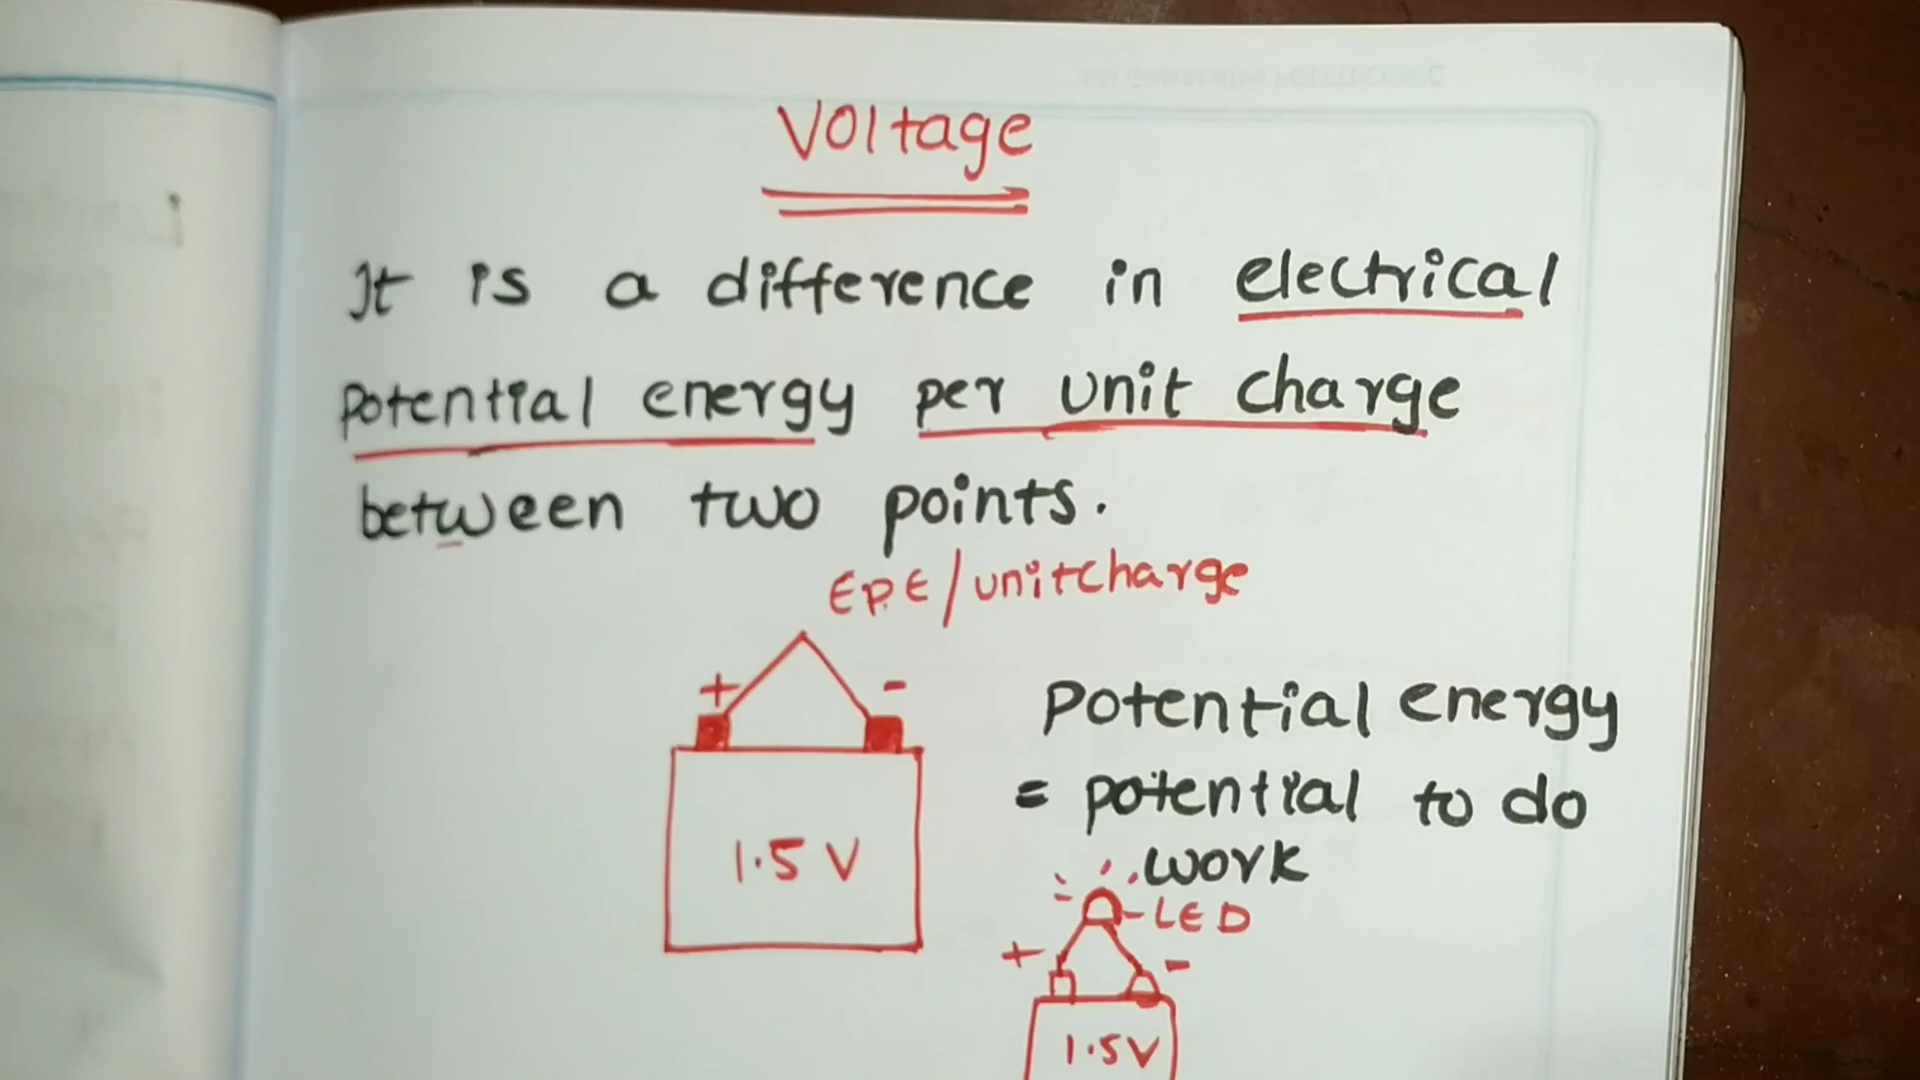 Voltage
It is a difference in electrical
potential energy per unit charge
between two points.
EPE/unitcharge
+ -
1.5 V
Potential energy
= potential to do
work
LED
+ -
1.5V